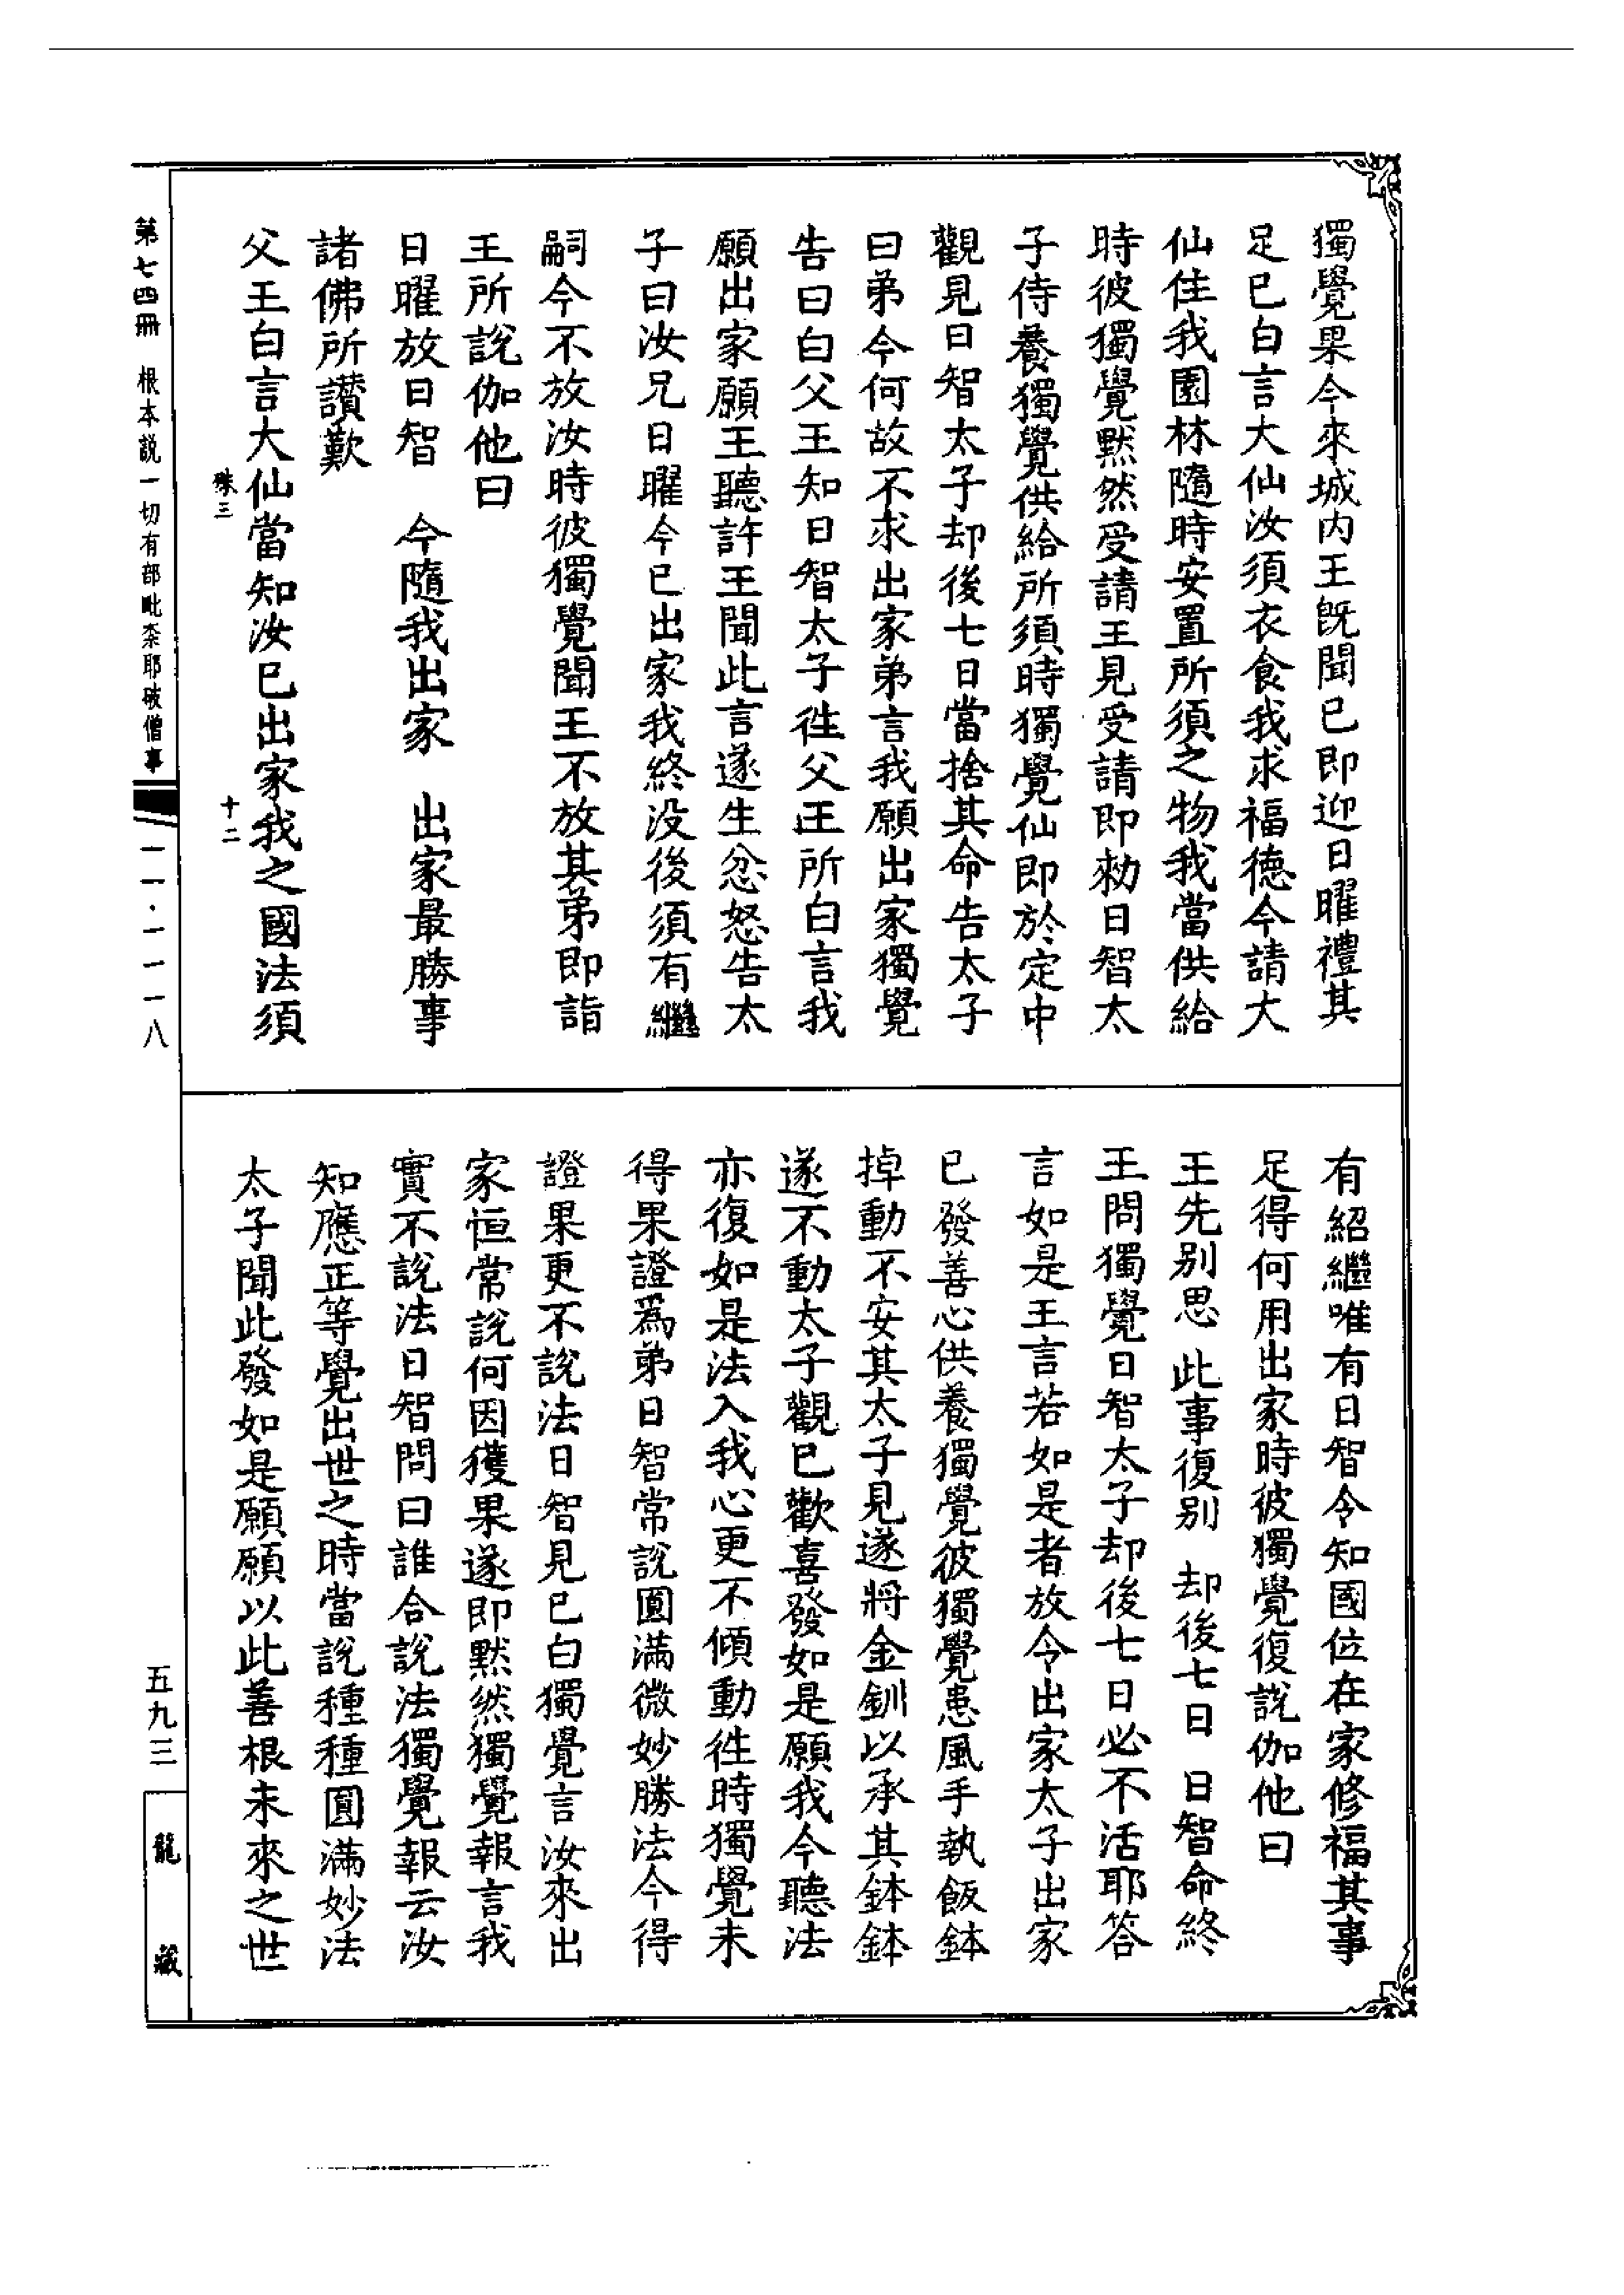 獨覺果今來城内王旣聞已即迎日曜禮其
足已白言大仙汝須衣食我求福德今請大
仙住我園林隨時安置所須之物我當供給
時彼獨覺默然受請王見受請即勑日智太
子侍養獨覺供給所須時獨覺仙即於定中
觀見日智太子却後七日當捨其命告太子
曰弟今何故不求出家弟言我願出家獨覺
告曰白父王知日智太子徃父王所白言我
願出家願王聽許王聞此言遂生忿怒告太
子曰汝兄日曜今已出家我終没後須有繼
嗣今不放汝時彼獨覺聞王不放其弟即詣
王所說伽他曰
日曜放日智　今隨我出家　出家最勝事
諸佛所讚歎
父王白言大仙當知汝已出家我之國法須
有紹繼唯有日智令知國位在家修福其事
足得何用出家時彼獨覺復說伽他曰
王先别思　此事復别　却後七日　日智命終
王問獨覺日智太子却後七日必不活耶答
言如是王言若如是者放令出家太子出家
已發善心供養獨覺彼獨覺患風手執飯鉢
掉動不安其太子見遂將金釧以承其鉢鉢
遂不動太子觀已歡喜發如是願我今聽法
亦復如是法入我心更不傾動徃時獨覺未
得果證爲弟日智常說圓滿微妙勝法今得
證果更不說法日智見已白獨覺言汝來出
家恒常說何因獲果遂即默然獨覺報言我
實不說法日智問曰誰合說法獨覺報云汝
知應正等覺出世之時當說種種圓滿妙法
太子聞此發如是願願以此善根未來之世
第七四冊　根本説一切有部毗柰耶破僧事
一一·一一一八
殊三　十二
五九三
龍藏